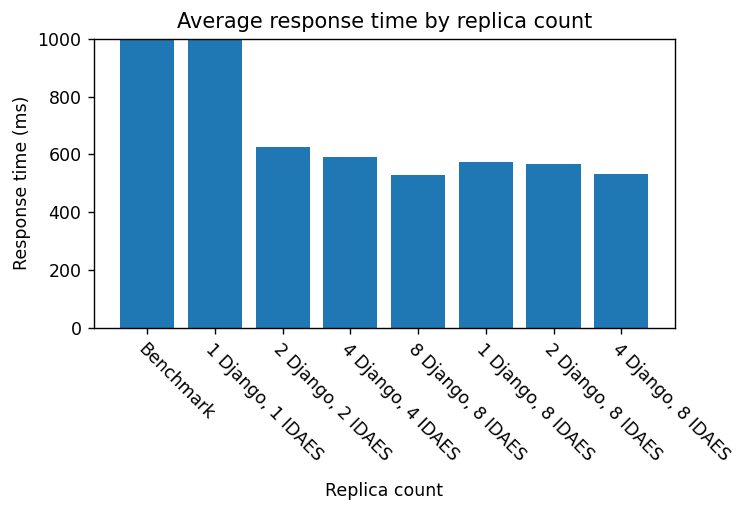 Average response time by replica count
Response time (ms)
1000
800
600
400
200
0
Benchmark
1 Django, 1 IDAES
2 Django, 2 IDAES
4 Django, 4 IDAES
8 Django, 8 IDAES
1 Django, 8 IDAES
2 Django, 8 IDAES
4 Django, 8 IDAES
Replica count